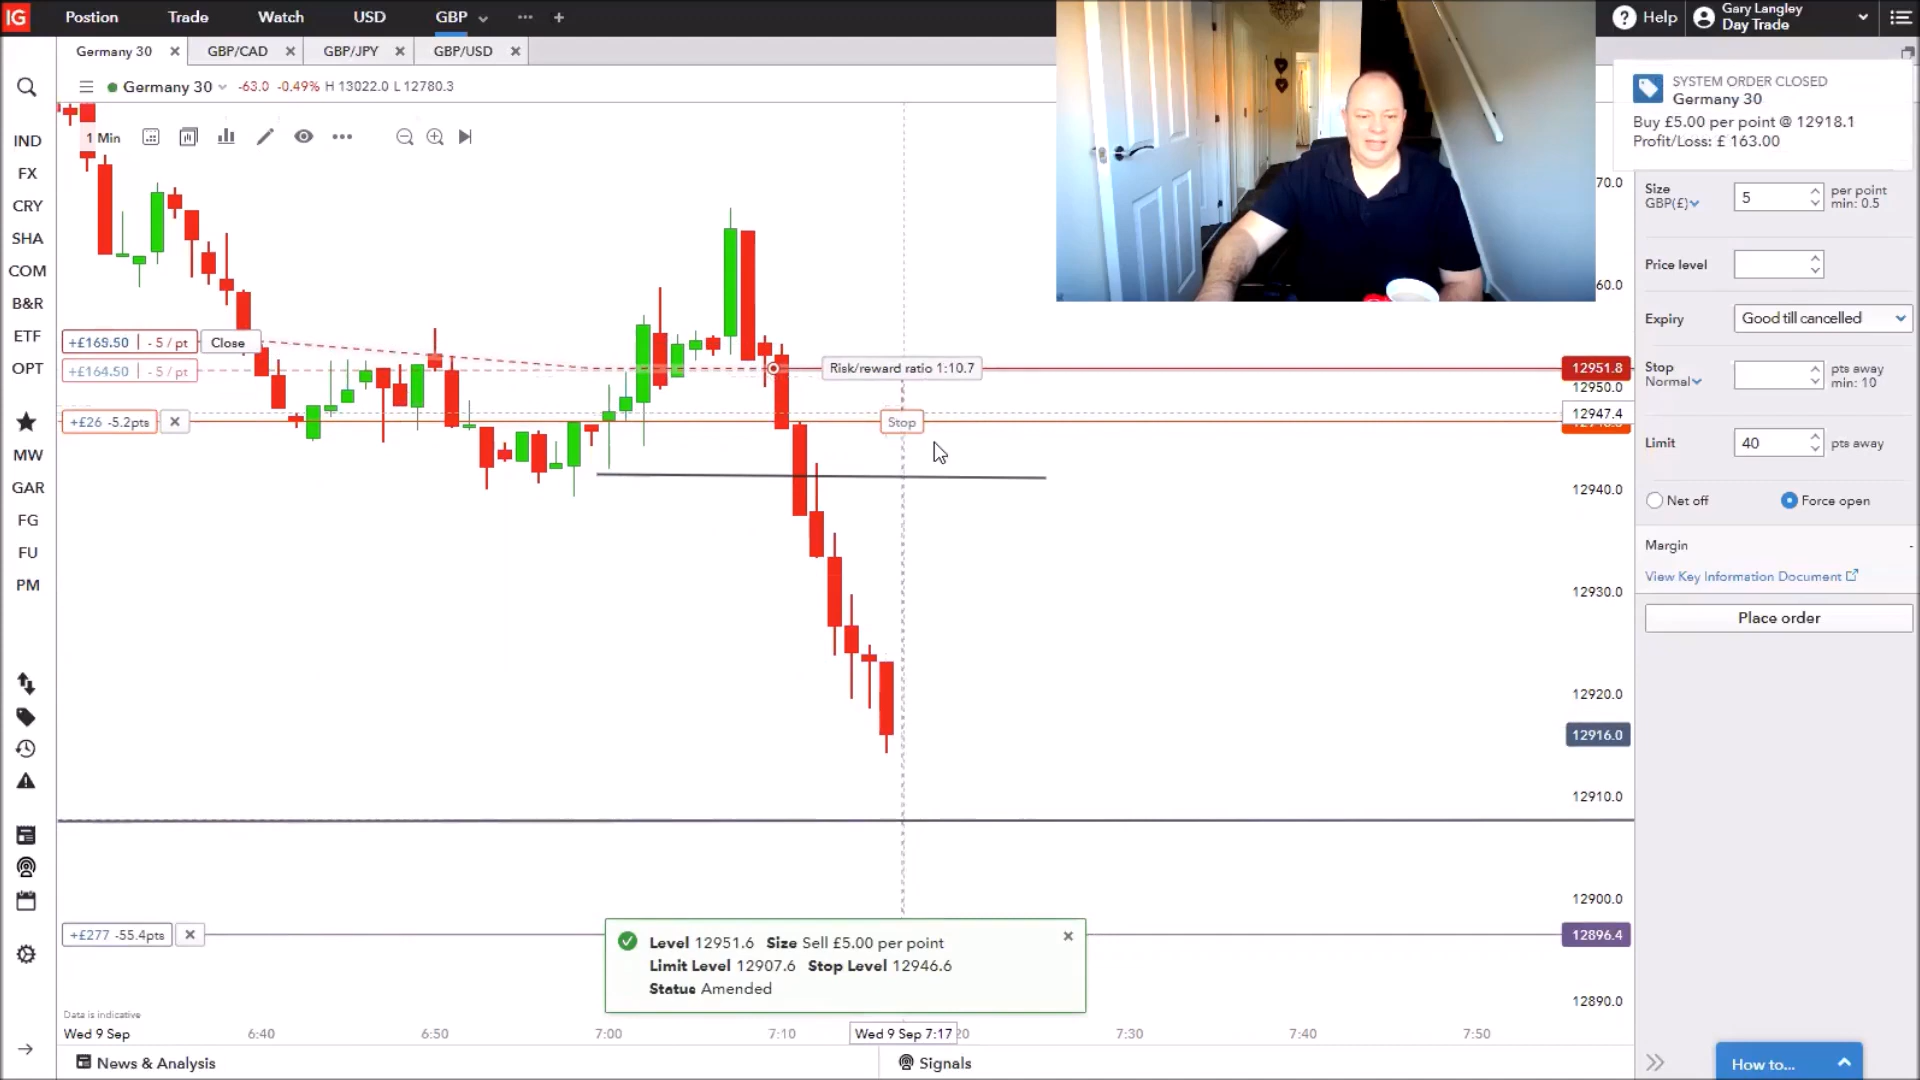 IG Postion Trade Watch USD GBP Help Gary Langley
Day Trade
Germany 30 GBP/CAD GBP/JPY GBP/USD
Germany 30 -63.0 -0.49% H 13022.0 L 12780.3
1 Min
SYSTEM ORDER CLOSED
Germany 30
Buy £5.00 per point @ 12918.1
Profit/Loss: £ 163.00
IND
FX
CRY
SHA
COM
B&R
ETF
OPT
MW
GAR
FG
FU
PM
+£169.50 - 5 / pt Close
+£164.50 - 5 / pt
+£26 -5.2pts
+£277 -55.4pts
Risk/reward ratio 1:10.7
Stop
70.0
60.0
12951.8
12950.0
12947.4
12940.0
12930.0
12920.0
12916.0
12910.0
12900.0
12896.4
12890.0
Size
GBP(£) 5 per point
min: 0.5
Price level
Expiry Good till cancelled
Stop
Normal pts away
min: 10
Limit 40 pts away
Net off Force open
Margin -
View Key Information Document
Place order
Level 12951.6 Size Sell £5.00 per point
Limit Level 12907.6 Stop Level 12946.6
Status Amended
Data is indicative
Wed 9 Sep 6:40 6:50 7:00 7:10 Wed 9 Sep 7:17 20 7:30 7:40 7:50
News & Analysis Signals How to...